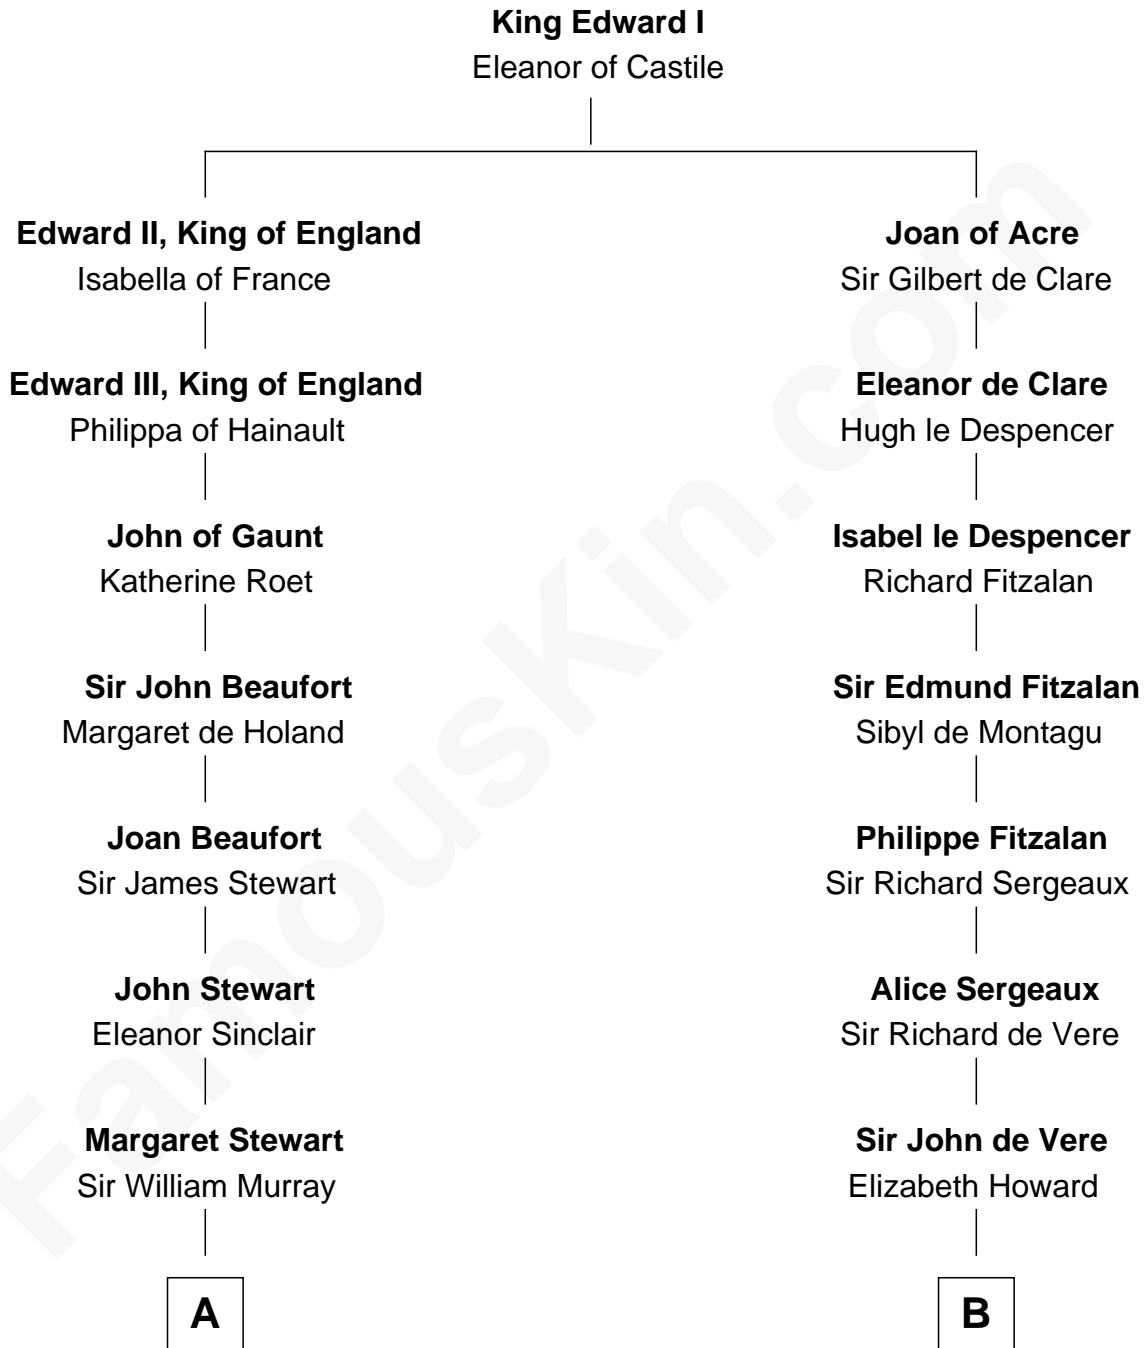 King Edward I
Eleanor of Castile
Edward II, King of England
Isabella of France
Joan of Acre
Sir Gilbert de Clare
Edward III, King of England
Philippa of Hainault
Eleanor de Clare
Hugh le Despencer
John of Gaunt
Katherine Roet
Isabel le Despencer
Richard Fitzalan
Sir John Beaufort
Margaret de Holand
Sir Edmund Fitzalan
Sibyl de Montagu
Joan Beaufort
Sir James Stewart
Philippe Fitzalan
Sir Richard Sergeaux
John Stewart
Eleanor Sinclair
Alice Sergeaux
Sir Richard de Vere
Margaret Stewart
Sir William Murray
Sir John de Vere
Elizabeth Howard
A
B
FamousKin.com